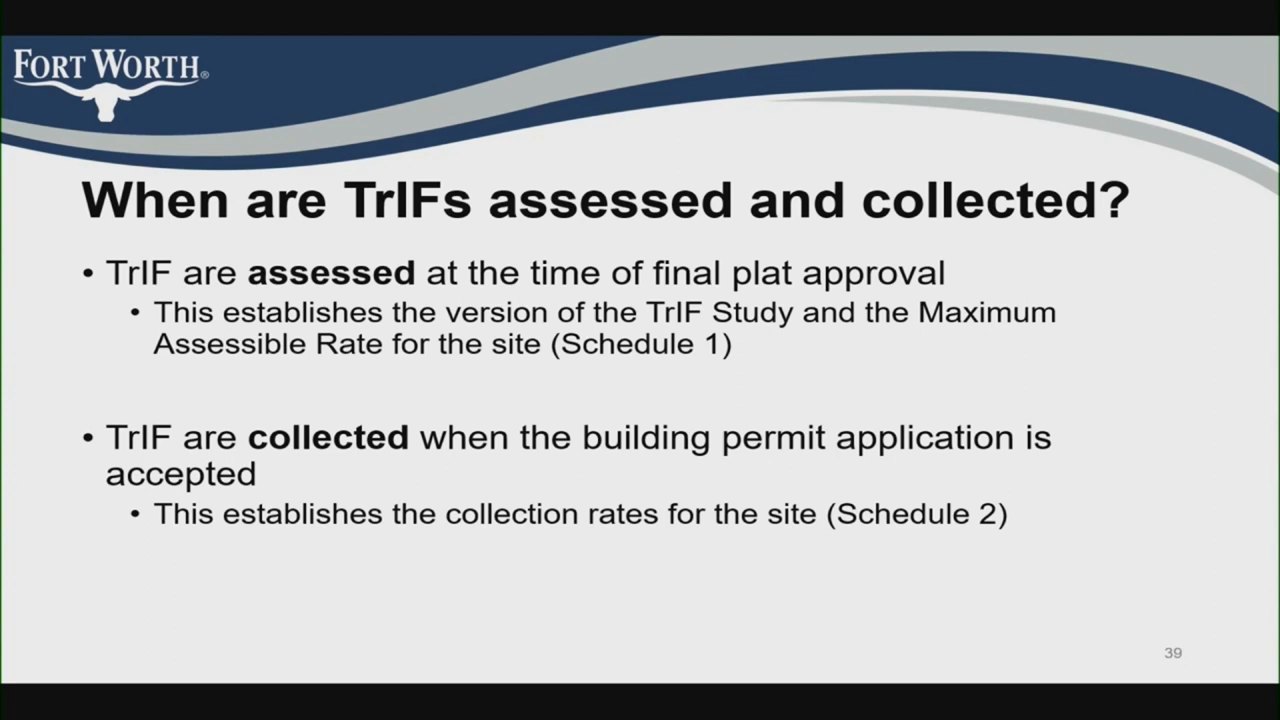 FORT WORTH®
When are TrIFs assessed and collected?
• TrIF are assessed at the time of final plat approval
• This establishes the version of the TrIF Study and the Maximum
Assessible Rate for the site (Schedule 1)
• TrIF are collected when the building permit application is
accepted
• This establishes the collection rates for the site (Schedule 2)
39